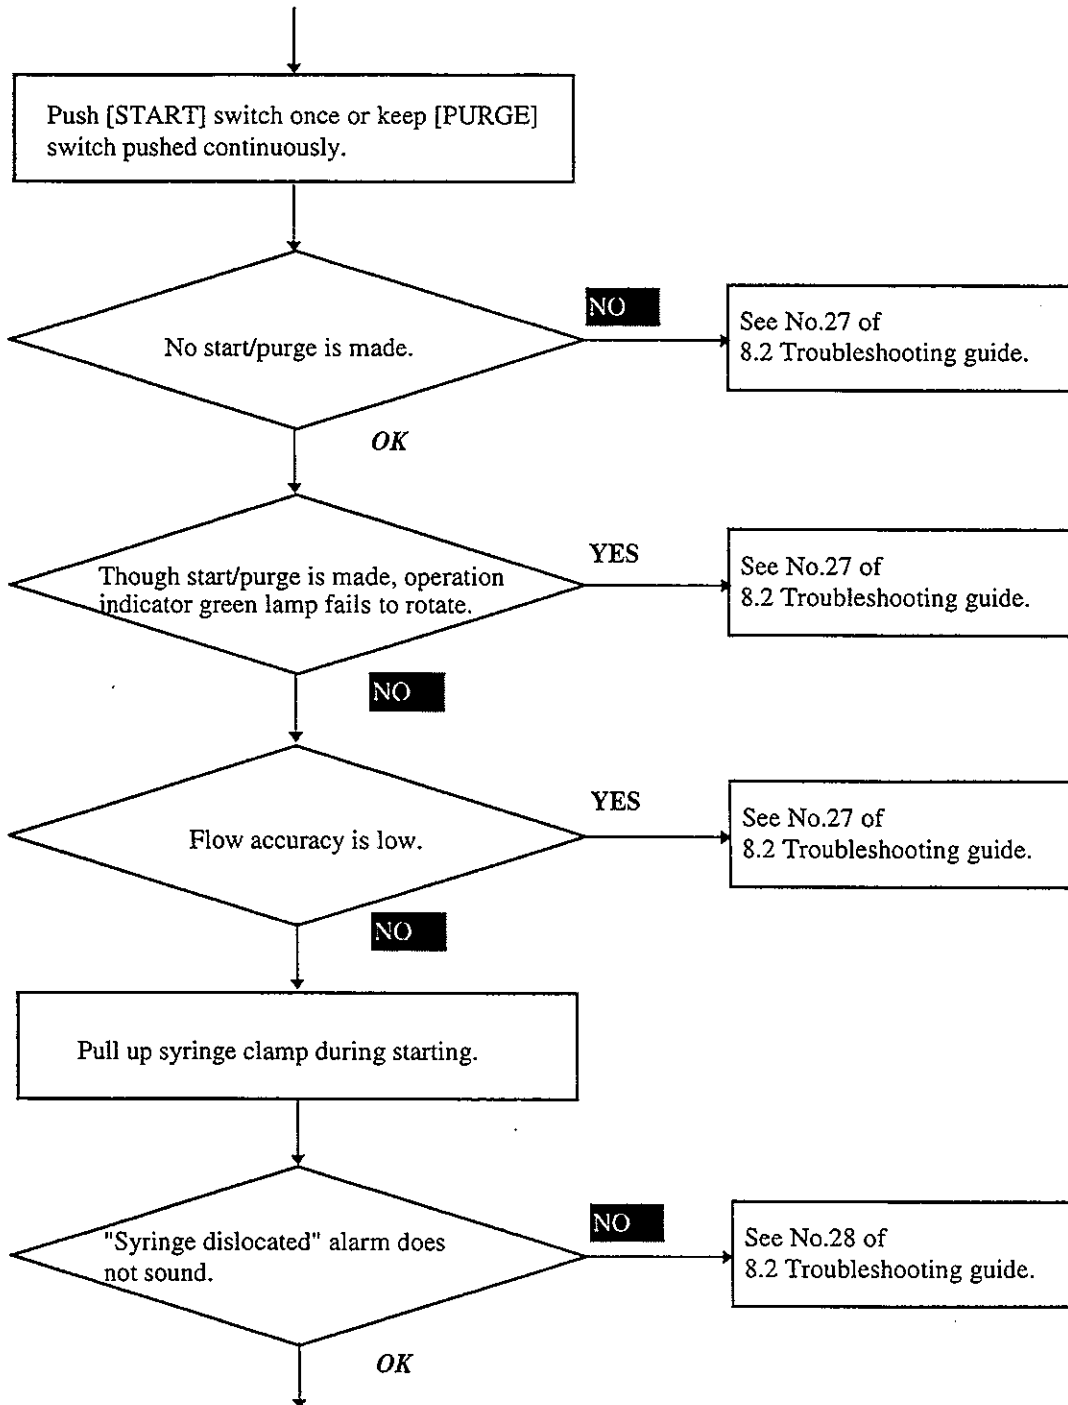 Push [START] switch once or keep [PURGE]
switch pushed continuously.
No start/purge is made.
NO
See No.27 of
8.2 Troubleshooting guide.
OK
Though start/purge is made, operation
indicator green lamp fails to rotate.
YES
See No.27 of
8.2 Troubleshooting guide.
NO
Flow accuracy is low.
YES
See No.27 of
8.2 Troubleshooting guide.
NO
Pull up syringe clamp during starting.
"Syringe dislocated" alarm does
not sound.
NO
See No.28 of
8.2 Troubleshooting guide.
OK